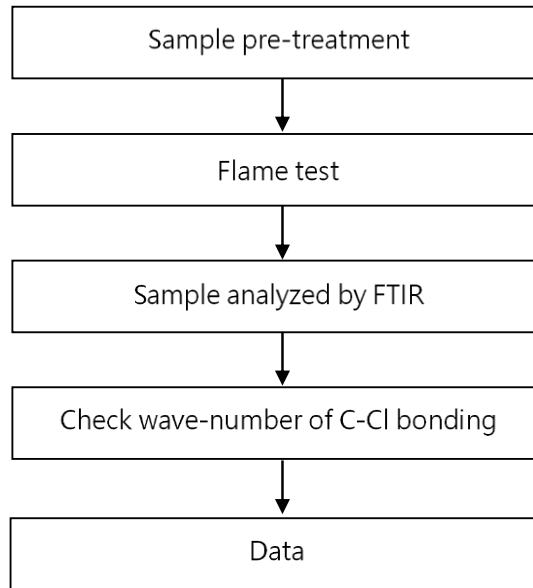 Sample pre-treatment
Flame test
Sample analyzed by FTIR
Check wave-number of C-Cl bonding
Data